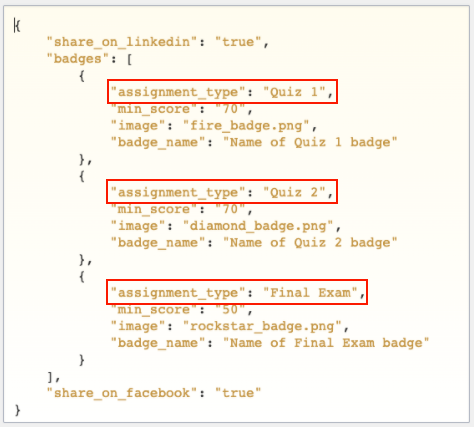 {
"share_on_linkedin": "true",
"badges": [
{
"assignment_type": "Quiz 1",
"min_score": "70",
"image": "fire_badge.png",
"badge_name": "Name of Quiz 1 badge"
},
{
"assignment_type": "Quiz 2",
"min_score": "70",
"image": "diamond_badge.png",
"badge_name": "Name of Quiz 2 badge"
},
{
"assignment_type": "Final Exam",
"min_score": "50",
"image": "rockstar_badge.png",
"badge_name": "Name of Final Exam badge"
}
],
"share_on_facebook": "true"
}